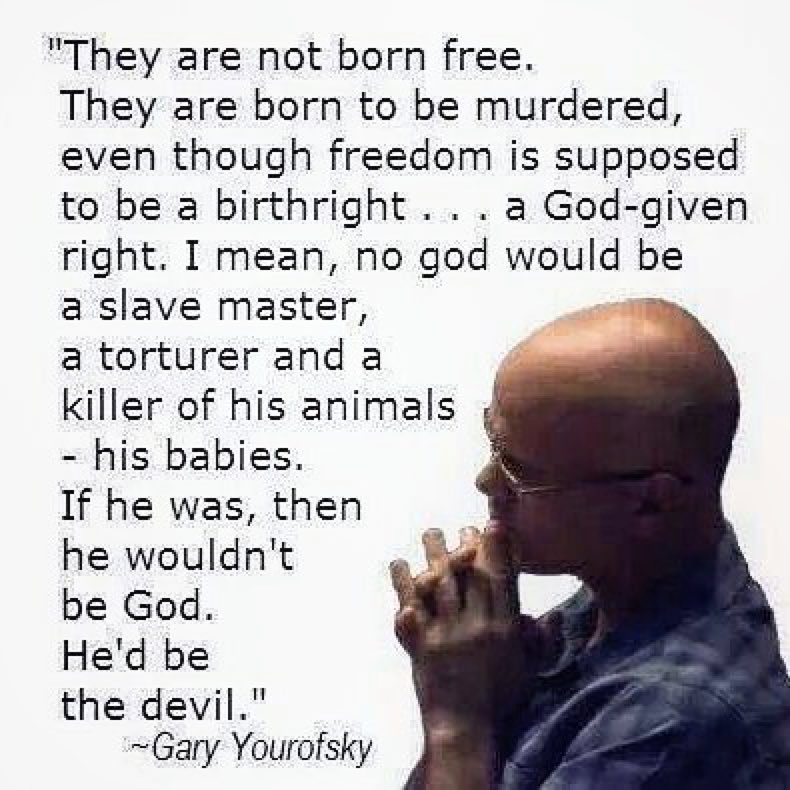 "They are not born free.
They are born to be murdered,
even though freedom is supposed
to be a birthright . . . a God-given
right. I mean, no god would be
a slave master,
a torturer and a
killer of his animals
- his babies.
If he was, then
he wouldn't
be God.
He'd be
the devil."
~Gary Yourofsky